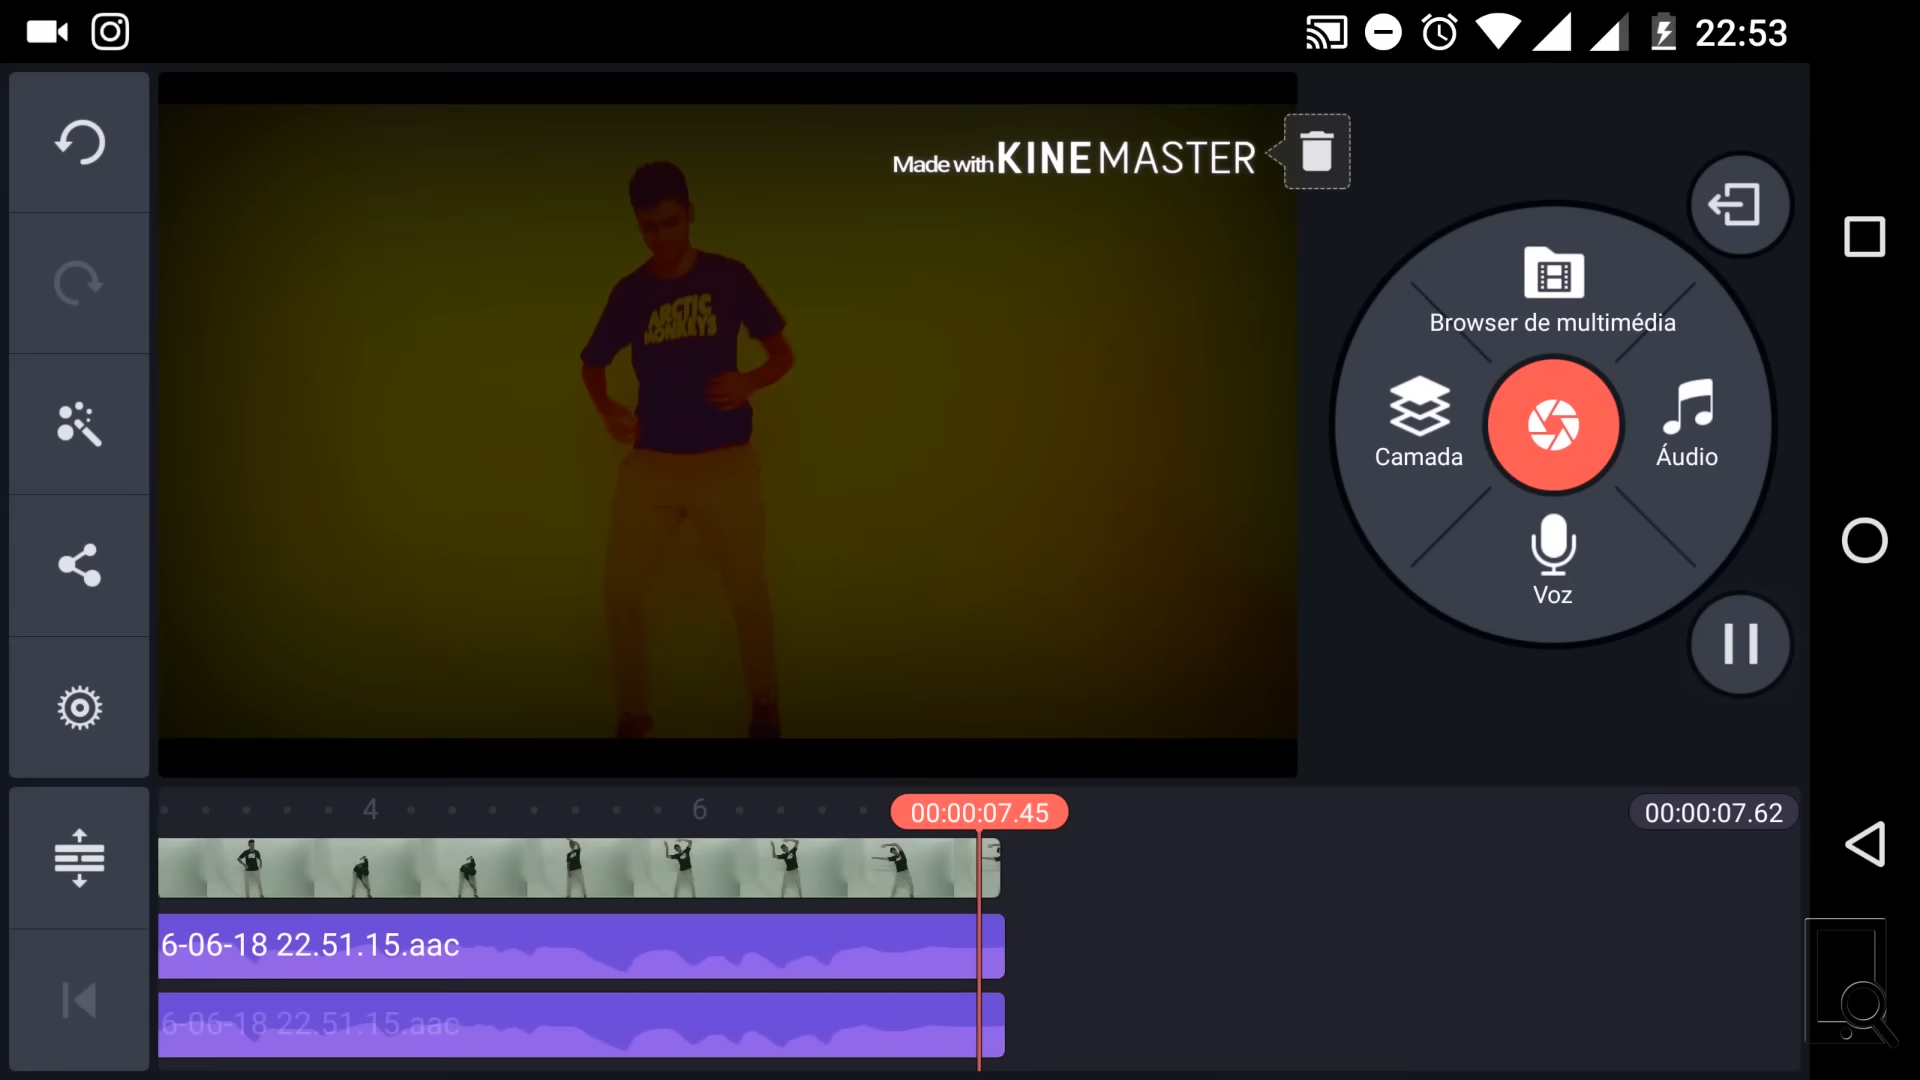 22:53
Made with KINEMASTER
ARCTIC
MONKEYS
Browser de multimédia
Camada
Áudio
Voz
4
6
00:00:07.45
00:00:07.62
6-06-18 22.51.15.aac
6-06-18 22.51.15.aac